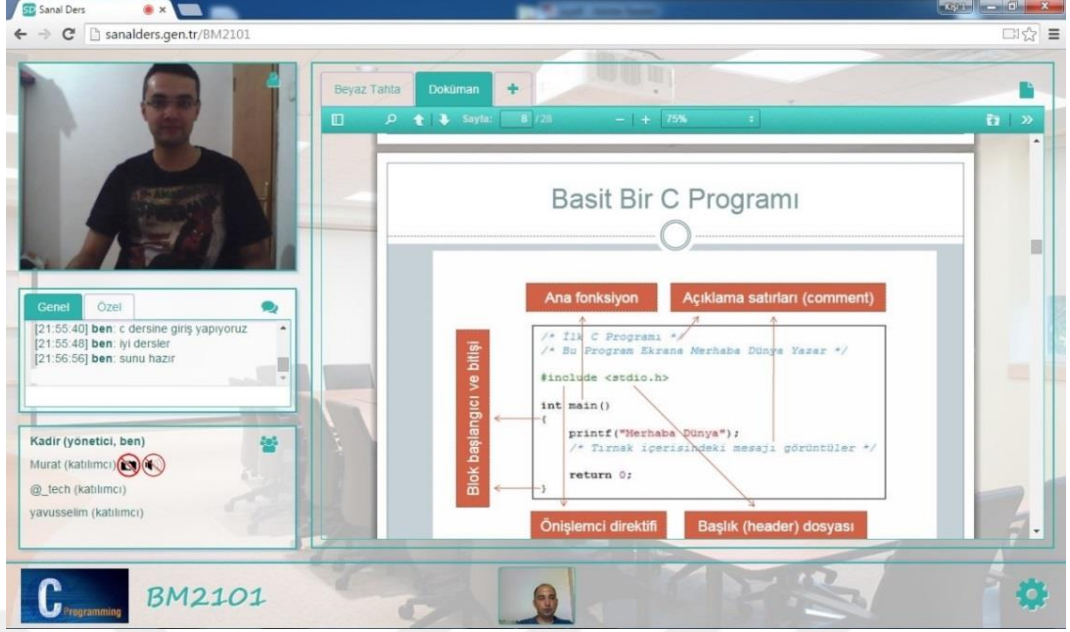 Sanal Ders
Kişi 1
sanalders.gen.tr/BM2101
Beyaz Tahta
Doküman
+
Sayfa: 8 /28
75%
Basit Bir C Programı
Ana fonksiyon
Açıklama satırları (comment)
Blok başlangıcı ve bitişi
/* İlk C Programı */
/* Bu Program Ekrana Merhaba Dünya Yazar */
#include <stdio.h>
int main()
{
printf("Merhaba Dünya");
/* Tırnak içerisindeki mesajı görüntüler */
return 0;
}
Önişlemci direktifi
Başlık (header) dosyası
Genel
Özel
[21:55:40] ben: c dersine giriş yapıyoruz
[21:55:48] ben: iyi dersler
[21:56:56] ben: sunu hazır
Kadir (yönetici, ben)
Murat (katılımcı)
@_tech (katılımcı)
yavusselim (katılımcı)
C Programming
BM2101